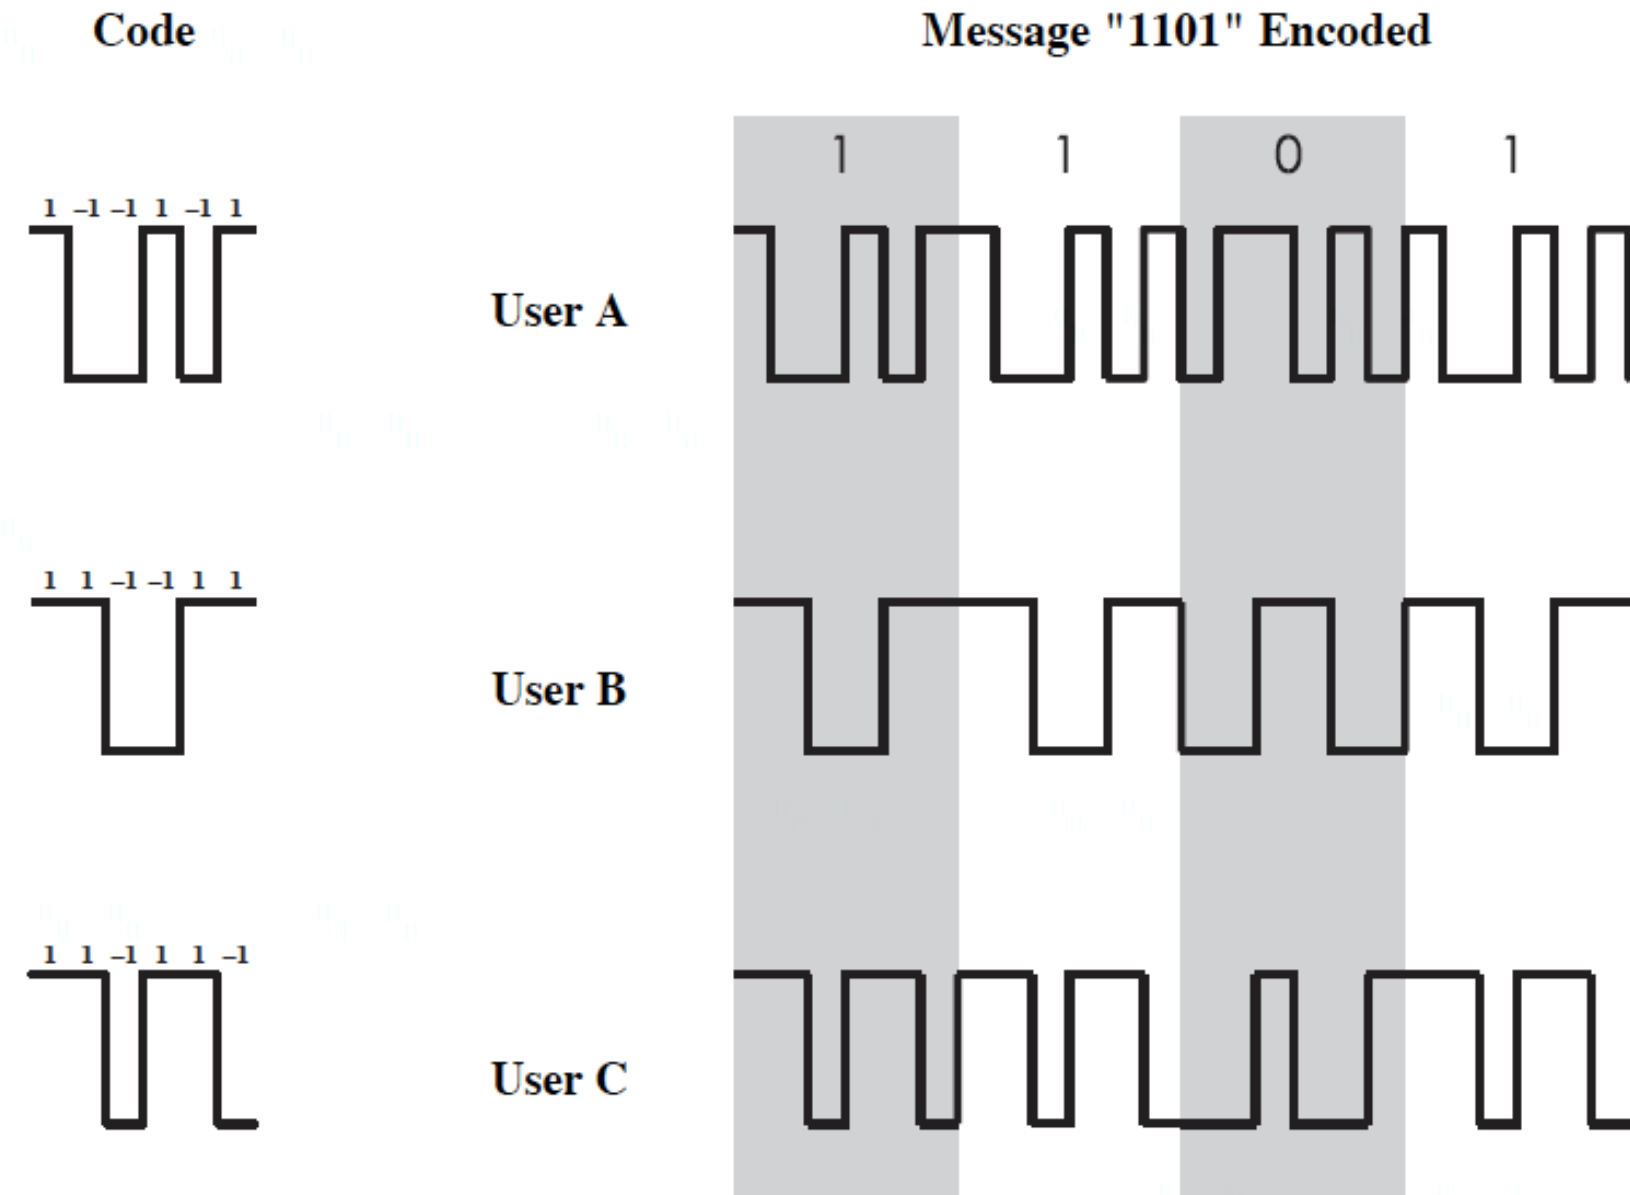 Code
Message "1101" Encoded
1 1 0 1
1 –1 –1 1 –1 1
User A
1 1 –1 –1 1 1
User B
1 1 –1 1 1 –1
User C